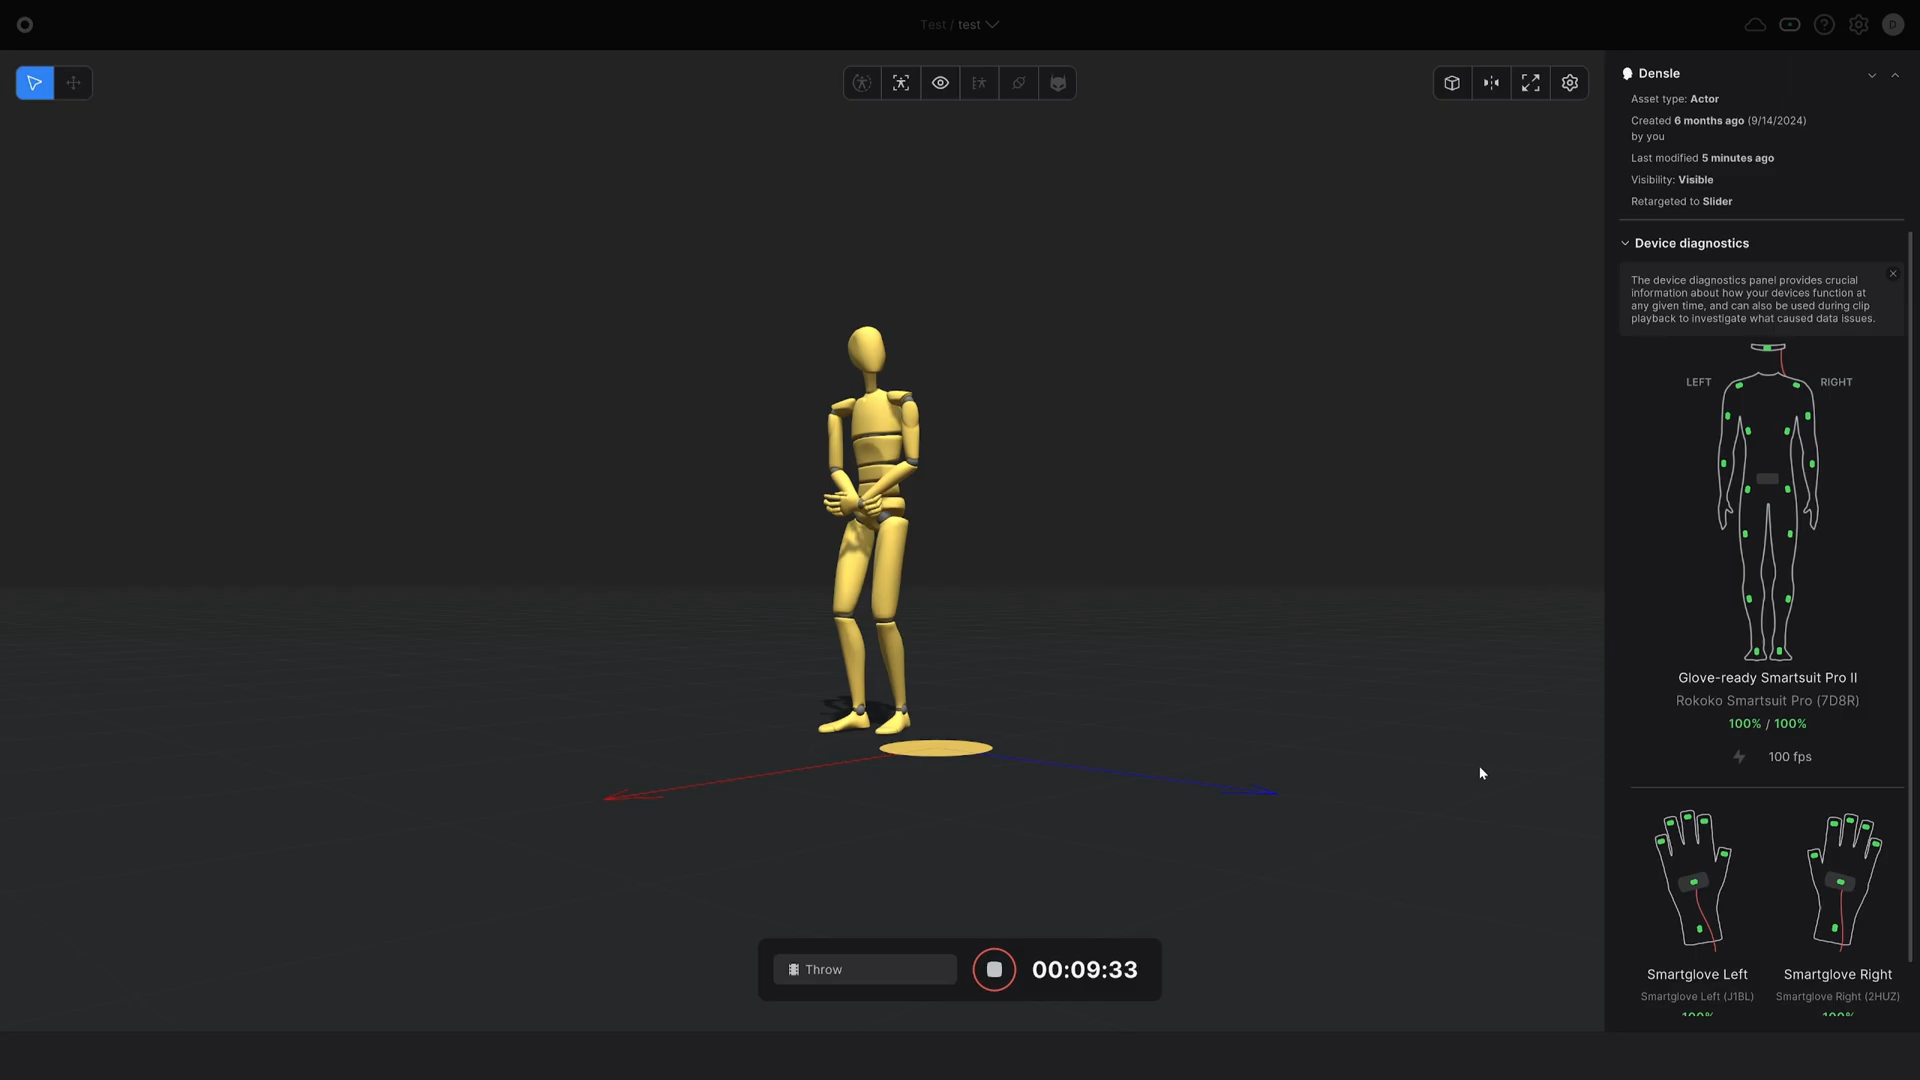 Test / test
D
Densle
Asset type: Actor
Created 6 months ago (9/14/2024)
by you
Last modified 5 minutes ago
Visibility: Visible
Retargeted to Slider
Device diagnostics
The device diagnostics panel provides crucial
information about how your devices function at
any given time, and can also be used during clip
playback to investigate what caused data issues.
LEFT
RIGHT
Glove-ready Smartsuit Pro II
Rokoko Smartsuit Pro (7D8R)
100% / 100%
100 fps
Smartglove Left
Smartglove Right
Smartglove Left (J1BL)
Smartglove Right (2HUZ)
100%
100%
Throw
00:09:33